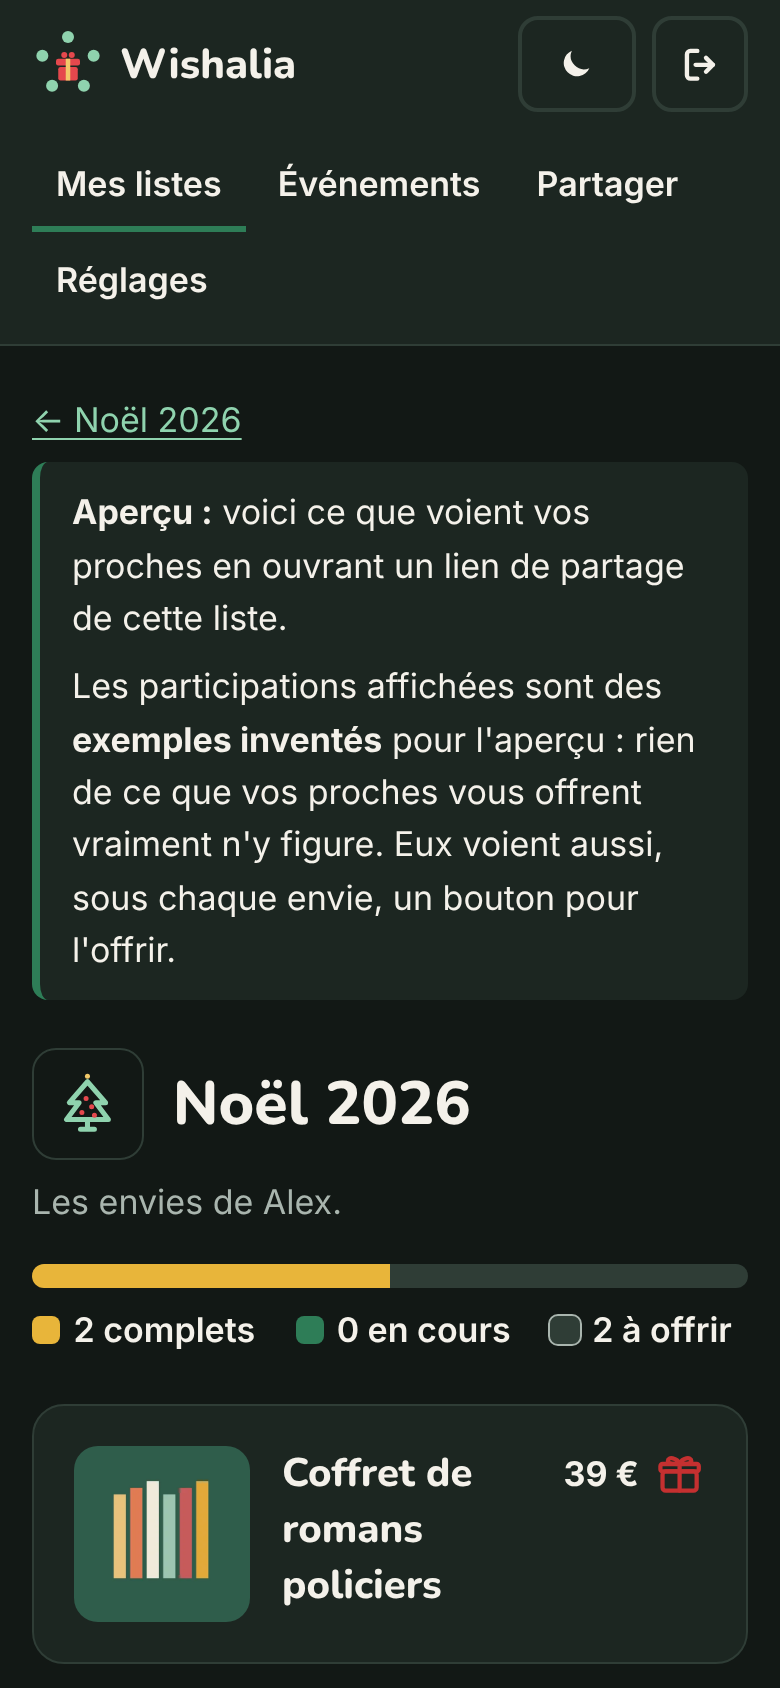 Wishalia
Mes listes
Événements
Partager
Réglages
← Noël 2026
Aperçu : voici ce que voient vos
proches en ouvrant un lien de partage
de cette liste.
Les participations affichées sont des
exemples inventés pour l'aperçu : rien
de ce que vos proches vous offrent
vraiment n'y figure. Eux voient aussi,
sous chaque envie, un bouton pour
l'offrir.
Noël 2026
Les envies de Alex.
2 complets
0 en cours
2 à offrir
Coffret de
romans
policiers
39 €